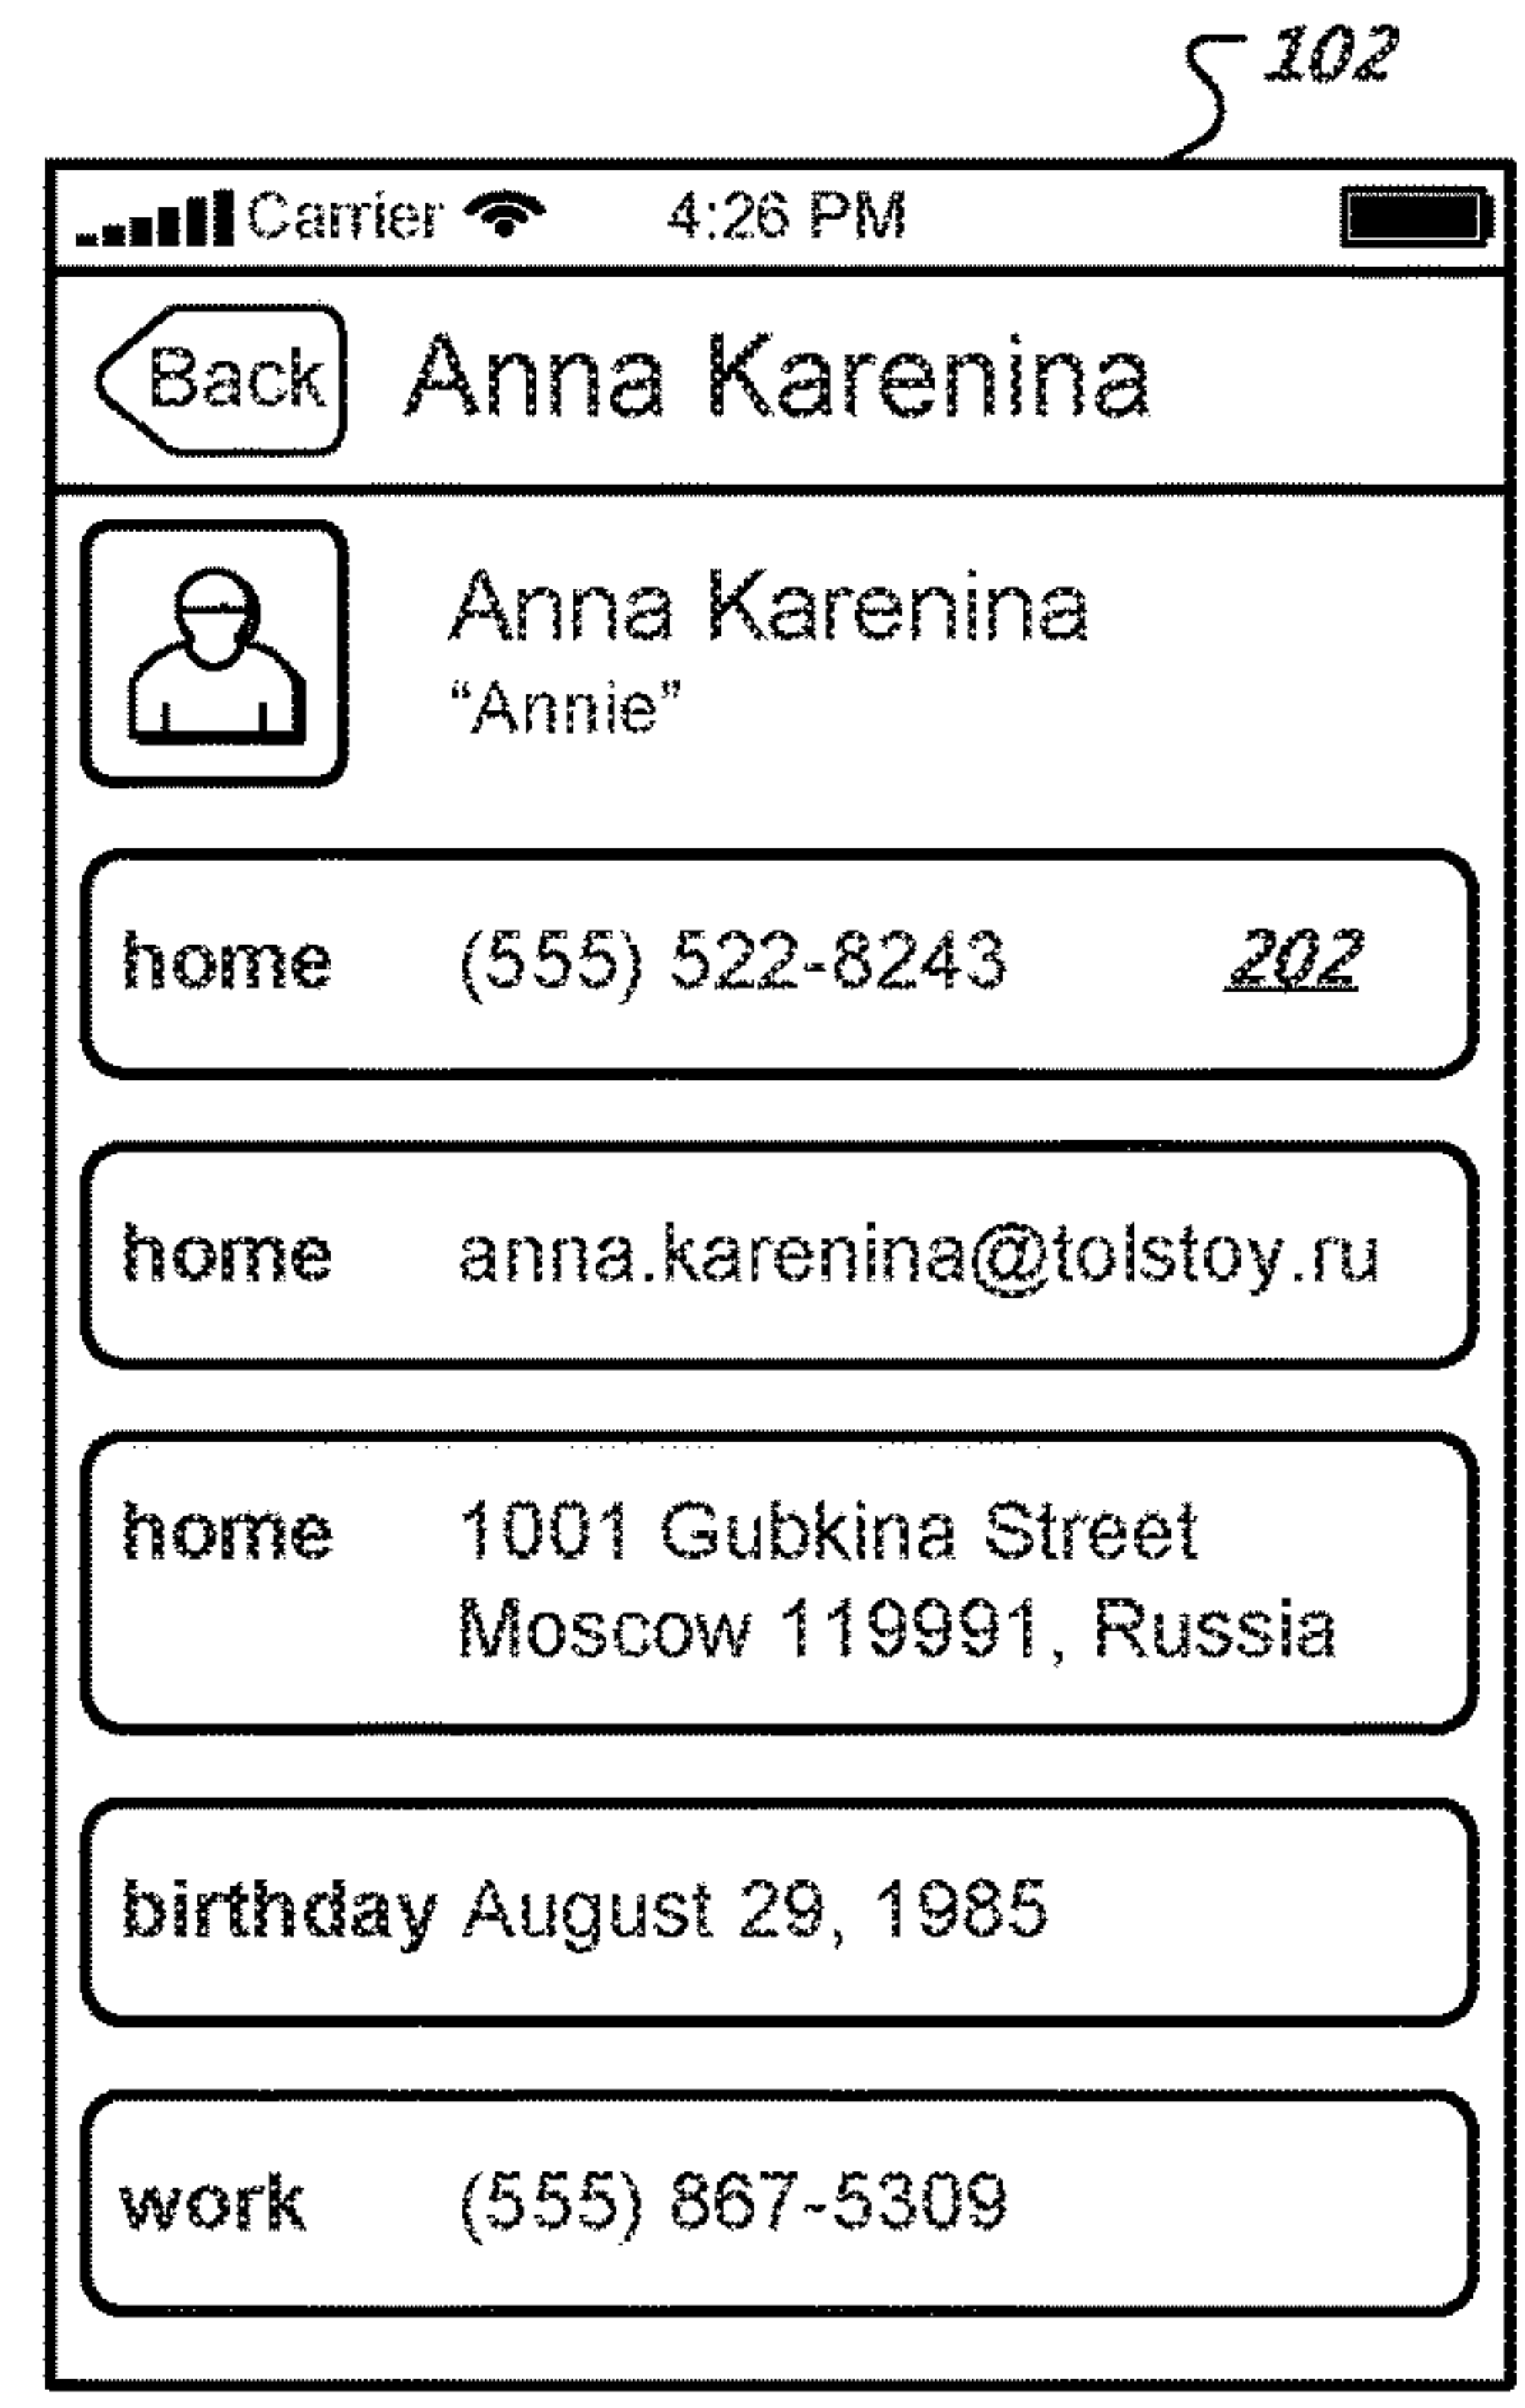 102
Carrier 4:26 PM
Back Anna Karenina
Anna Karenina
“Annie”
home (555) 522-8243 202
home anna.karenina@tolstoy.ru
home 1001 Gubkina Street
Moscow 119991, Russia
birthday August 29, 1985
work (555) 867-5309